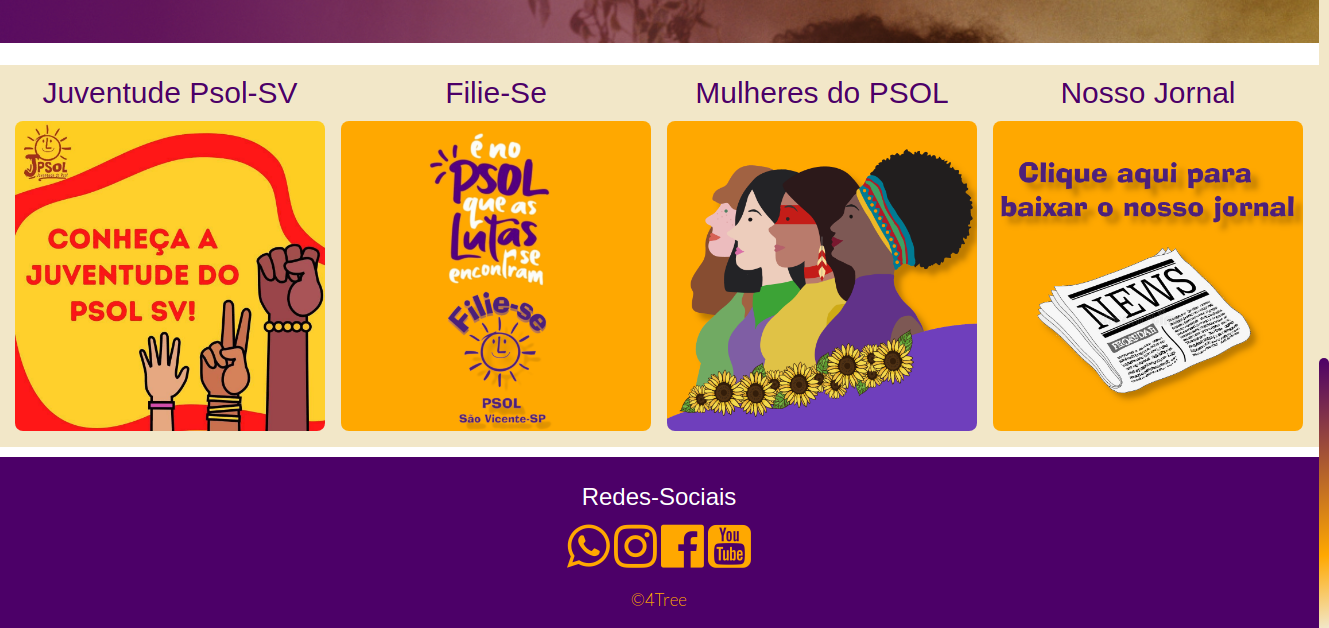 Juventude Psol-SV
Filie-Se
Mulheres do PSOL
Nosso Jornal
JPSOL
CONHEÇA A
JUVENTUDE DO
PSOL SV!
é no
PSOL
que as
Lutas
se
encontram
Filie-se
PSOL
São Vicente-SP
Clique aqui para
baixar o nosso jornal
NEWS
Redes-Sociais
You
Tube
©4Tree